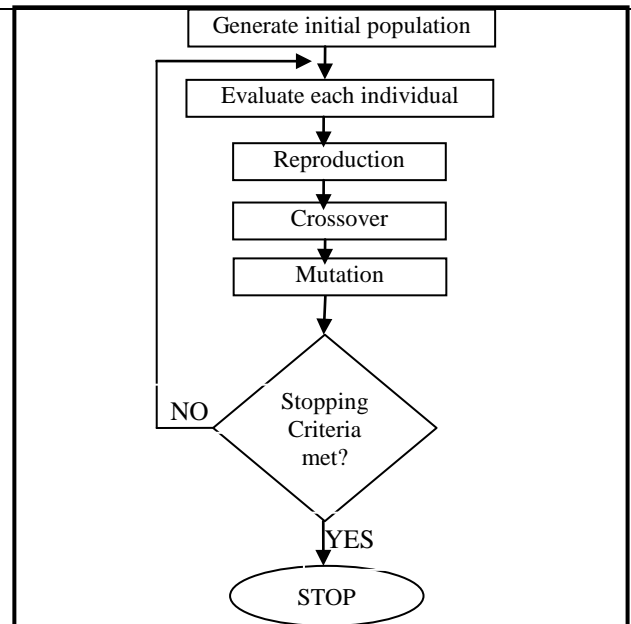 Generate initial population
Evaluate each individual
Reproduction
Crossover
Mutation
Stopping
Criteria
met?
NO
YES
STOP